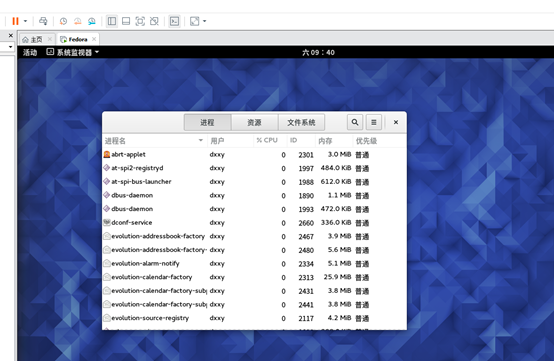 主页
Fedora
活动 系统监视器 六 09：40
进程 资源 文件系统
进程名 用户 % CPU ID 内存 优先级
abrt-applet dxxy 0 2301 3.0 MiB 普通
at-spi2-registryd dxxy 0 1997 484.0 KiB 普通
at-spi-bus-launcher dxxy 0 1988 612.0 KiB 普通
dbus-daemon dxxy 0 1890 1.1 MiB 普通
dbus-daemon dxxy 0 1993 472.0 KiB 普通
dconf-service dxxy 0 2660 336.0 KiB 普通
evolution-addressbook-factory dxxy 0 2467 3.9 MiB 普通
evolution-addressbook-factory- dxxy 0 2480 5.6 MiB 普通
evolution-alarm-notify dxxy 0 2334 5.1 MiB 普通
evolution-calendar-factory dxxy 0 2313 25.9 MiB 普通
evolution-calendar-factory-sub dxxy 0 2431 3.8 MiB 普通
evolution-calendar-factory-sub dxxy 0 2441 3.8 MiB 普通
evolution-source-registry dxxy 0 2117 4.2 MiB 普通